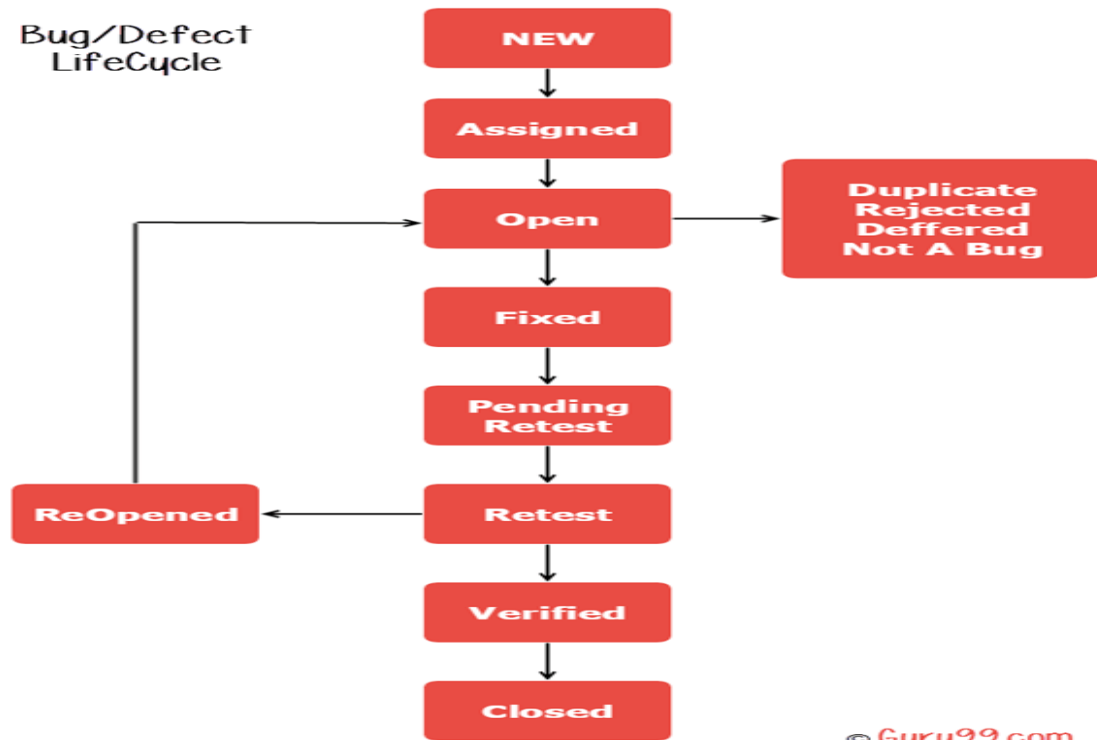 Bug/Defect
LifeCycle
NEW
Assigned
Open
Duplicate
Rejected
Deffered
Not A Bug
Fixed
Pending
Retest
ReOpened
Retest
Verified
Closed
© Guru99.com